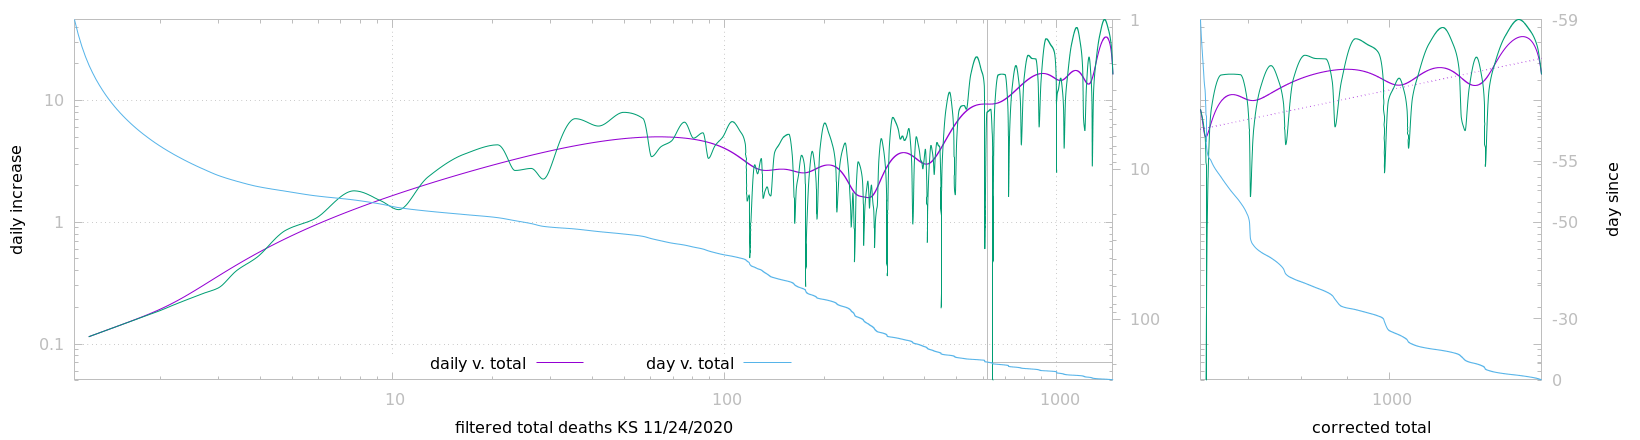 1
-59
10
daily increase
10
-55
day since
1
-50
100
-30
0.1
daily v. total
day v. total
0
10
100
1000
1000
filtered total deaths KS 11/24/2020
corrected total